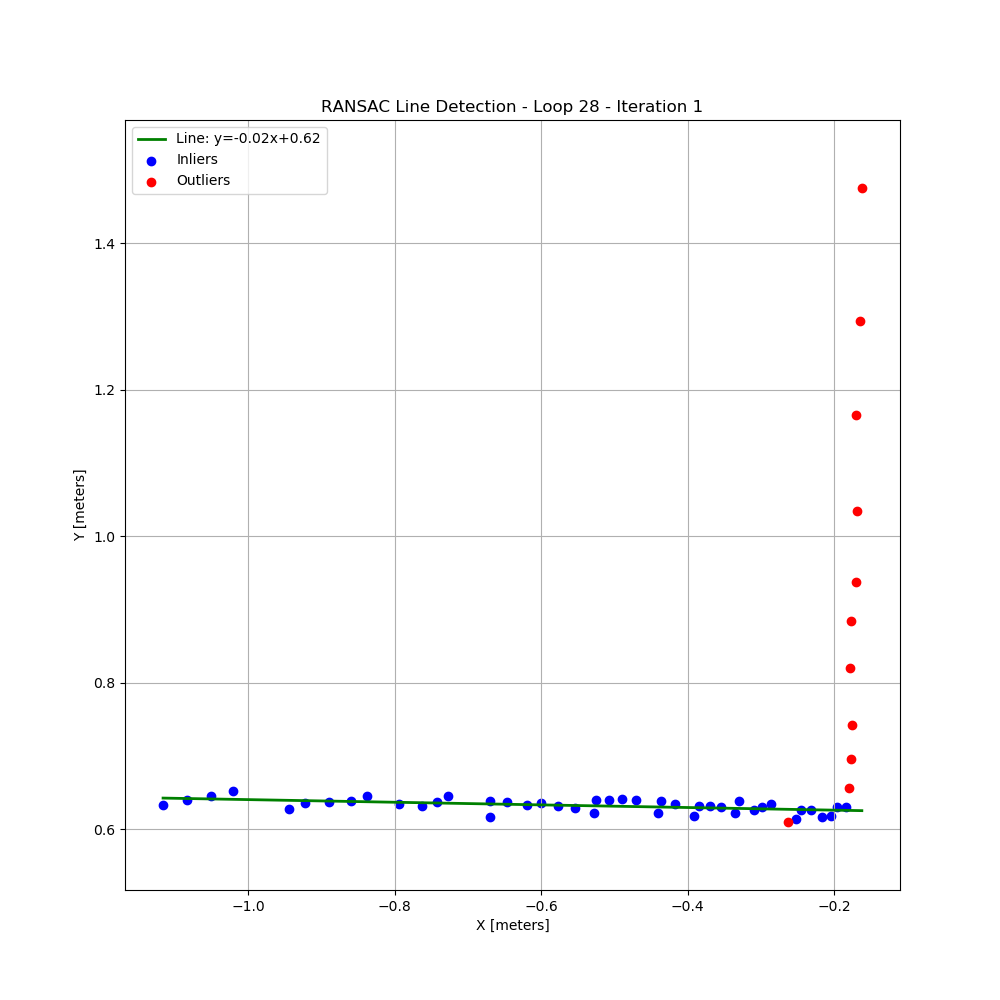 RANSAC Line Detection - Loop 28 - Iteration 1
Line: y=-0.02x+0.62
Inliers
Outliers
1.4
1.2
1.0
0.8
0.6
Y [meters]
−1.0 −0.8 −0.6 −0.4 −0.2
X [meters]